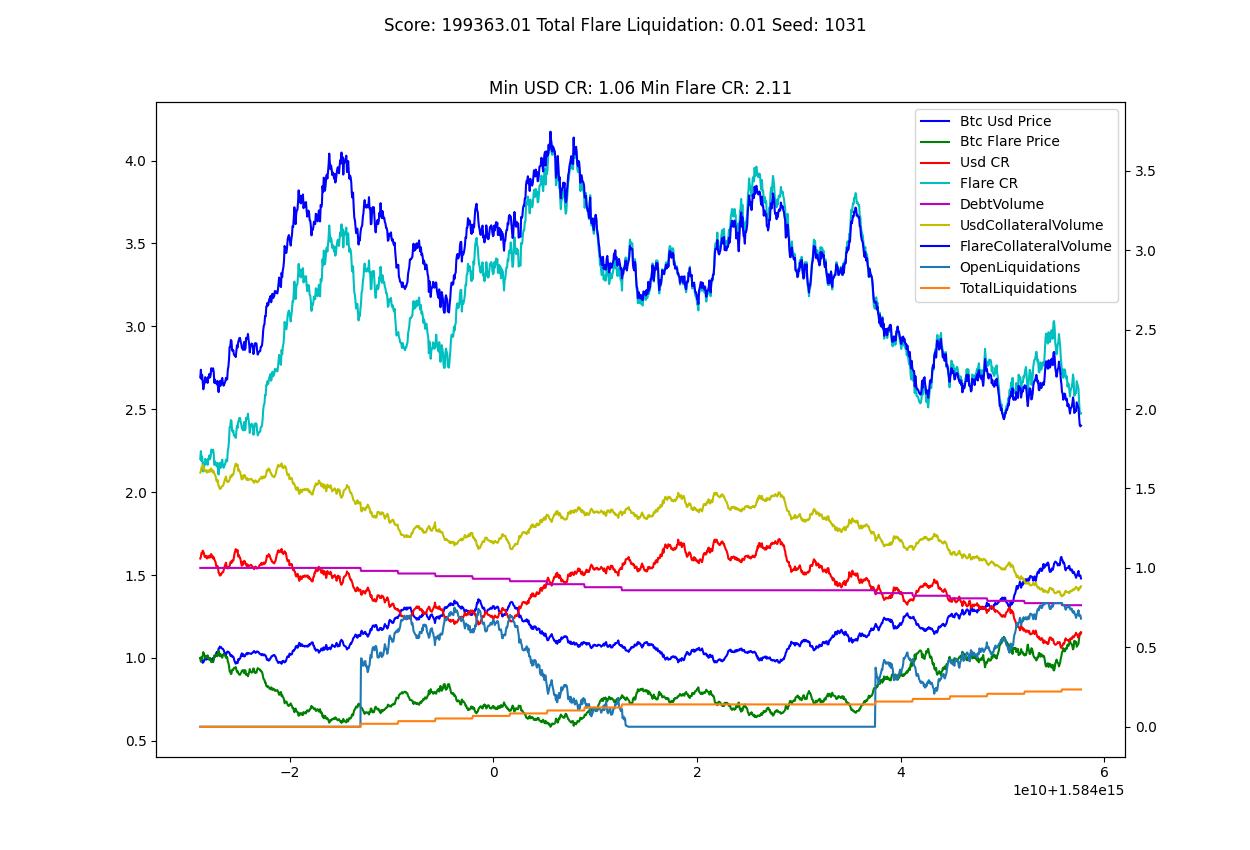 Score: 199363.01 Total Flare Liquidation: 0.01 Seed: 1031
Min USD CR: 1.06 Min Flare CR: 2.11
Btc Usd Price
Btc Flare Price
Usd CR
Flare CR
DebtVolume
UsdCollateralVolume
FlareCollateralVolume
OpenLiquidations
TotalLiquidations
4.0
3.5
3.0
2.5
2.0
1.5
1.0
0.5
3.5
3.0
2.5
2.0
1.5
1.0
0.5
0.0
−2 0 2 4 6
1e10+1.584e15